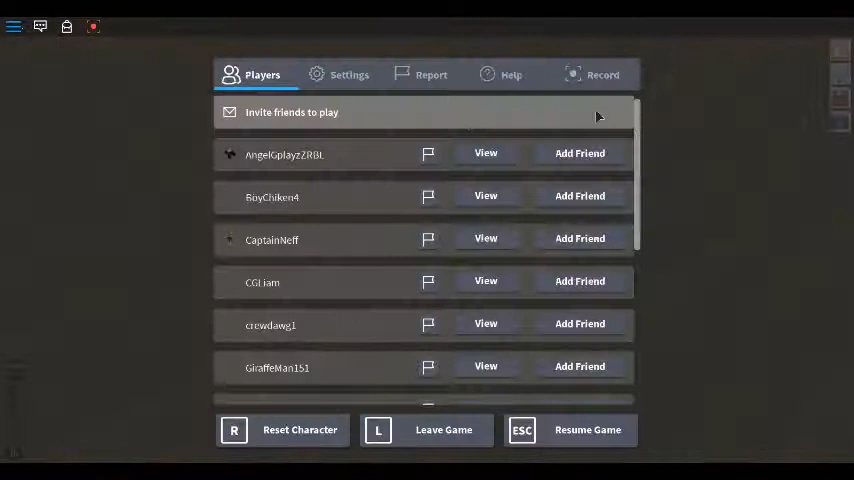 Players Settings Report Help Record
Invite friends to play
AngelGplayzZRBL View Add Friend
BoyChiken4 View Add Friend
CaptainNeff View Add Friend
CGLiam View Add Friend
crewdawg1 View Add Friend
GiraffeMan151 View Add Friend
R Reset Character L Leave Game ESC Resume Game